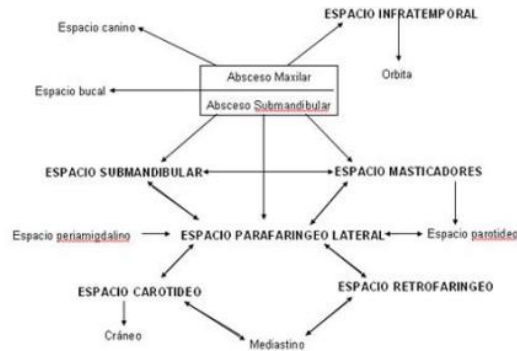 ESPACIO INFRATEMPORAL
Espacio canino
Orbita
Absceso Maxilar
Espacio bucal
Absceso Submandibular
ESPACIO SUBMANDIBULAR
ESPACIO MASTICADORES
Espacio periamigdalino
ESPACIO PARAFARINGEO LATERAL
Espacio parotideo
ESPACIO CAROTIDEO
ESPACIO RETROFARINGEO
Cráneo
Mediastino